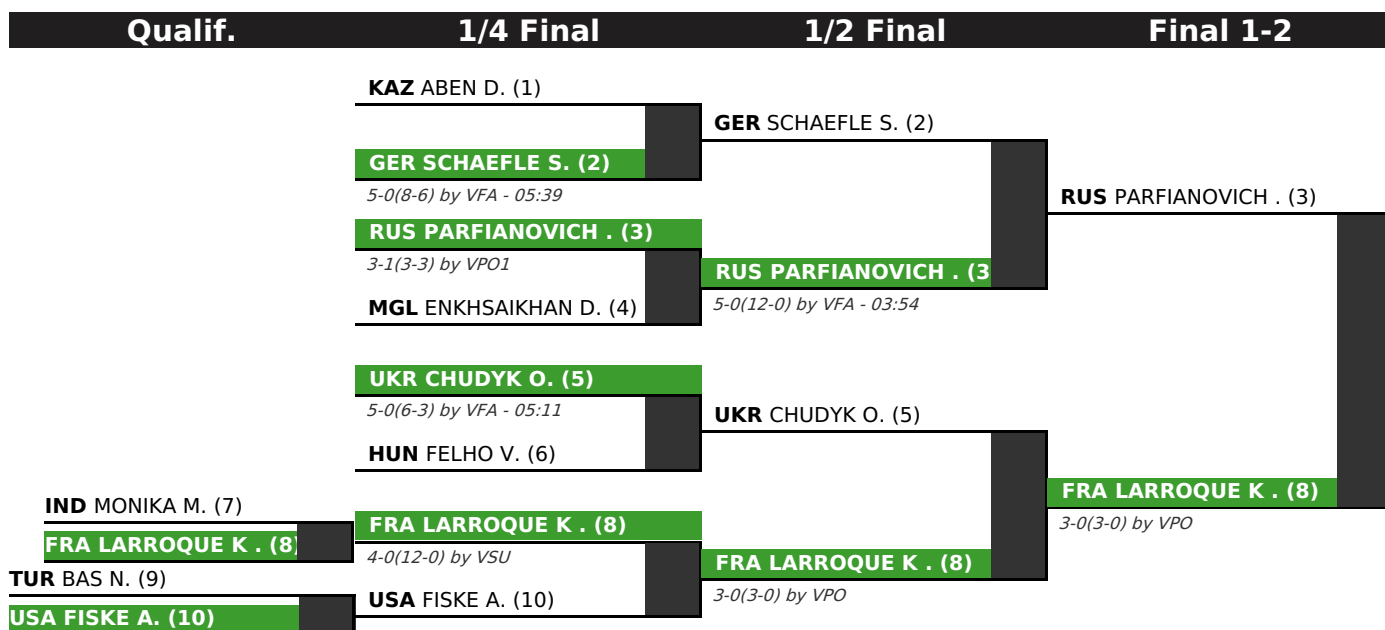 Qualif.
1/4 Final
1/2 Final
Final 1-2
KAZ ABEN D. (1)
GER SCHAEFLE S. (2)
5-0(8-6) by VFA - 05:39
RUS PARFIANOVICH . (3)
3-1(3-3) by VPO1
MGL ENKHSAIKHAN D. (4)
UKR CHUDYK O. (5)
5-0(6-3) by VFA - 05:11
HUN FELHO V. (6)
IND MONIKA M. (7)
FRA LARROQUE K . (8)
TUR BAS N. (9)
USA FISKE A. (10)
FRA LARROQUE K . (8)
4-0(12-0) by VSU
USA FISKE A. (10)
GER SCHAEFLE S. (2)
RUS PARFIANOVICH . (3
5-0(12-0) by VFA - 03:54
UKR CHUDYK O. (5)
FRA LARROQUE K . (8)
3-0(3-0) by VPO
RUS PARFIANOVICH . (3)
FRA LARROQUE K . (8)
3-0(3-0) by VPO